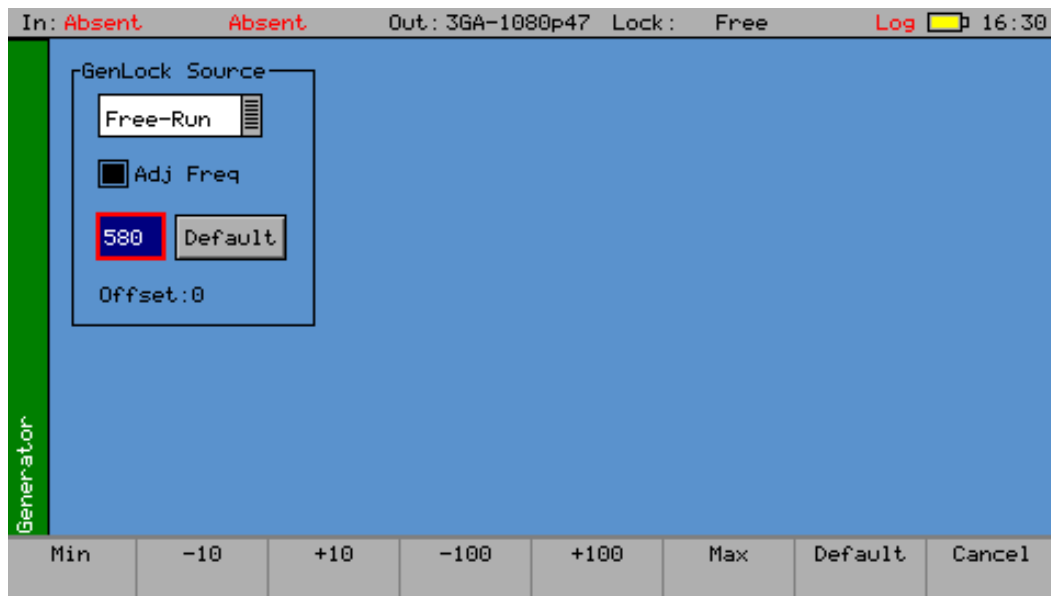 In: Absent Absent Out: 3GA-1080p47 Lock: Free Log 16:30
GenLock Source
Free-Run
Adj Freq
580 Default
Offset:0
Generator
Min -10 +10 -100 +100 Max Default Cancel